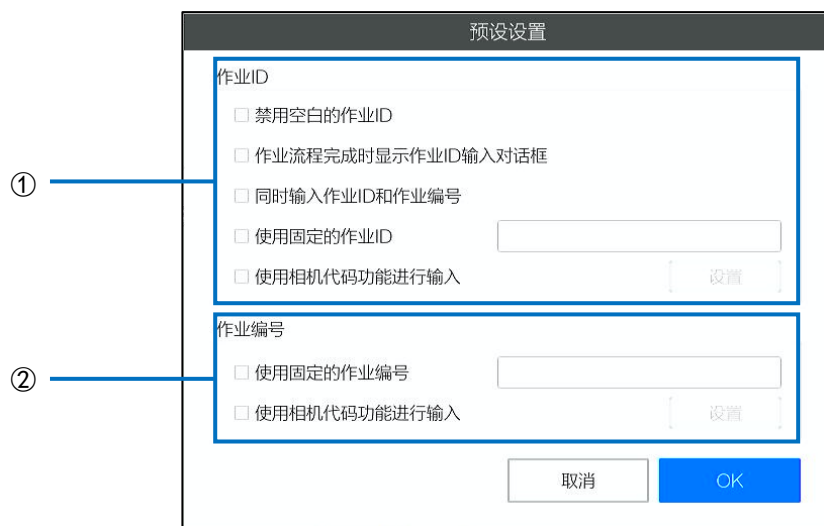 预设设置
作业ID
禁用空白的作业ID
作业流程完成时显示作业ID输入对话框
①
同时输入作业ID和作业编号
使用固定的作业ID
使用相机代码功能进行输入 设置
作业编号
② 使用固定的作业编号
使用相机代码功能进行输入 设置
取消 OK